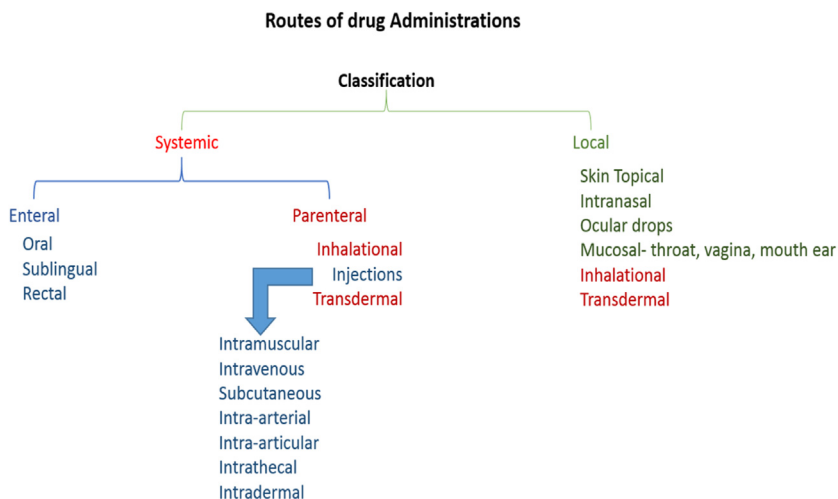 Routes of drug Administrations
Classification
Systemic
Local
Enteral
Oral
Sublingual
Rectal
Parenteral
Inhalational
Injections
Transdermal
Intramuscular
Intravenous
Subcutaneous
Intra-arterial
Intra-articular
Intrathecal
Intradermal
Skin Topical
Intranasal
Ocular drops
Mucosal- throat, vagina, mouth ear
Inhalational
Transdermal